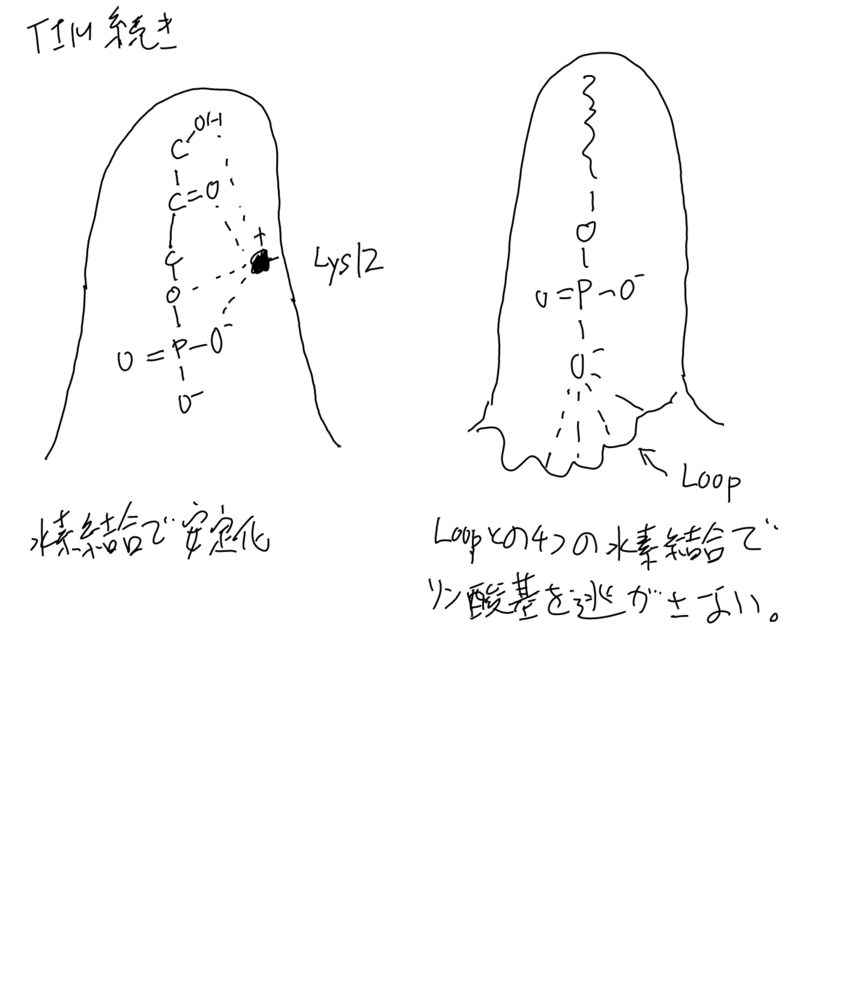 TIM 続き
OH
C
C=O
+
C
Lys12
O
O=P-O⁻
O⁻
O
O=P-O⁻
O⁻
Loop
水素結合で安定化
Loopとの4つの水素結合で
リン酸基を逃がさない。